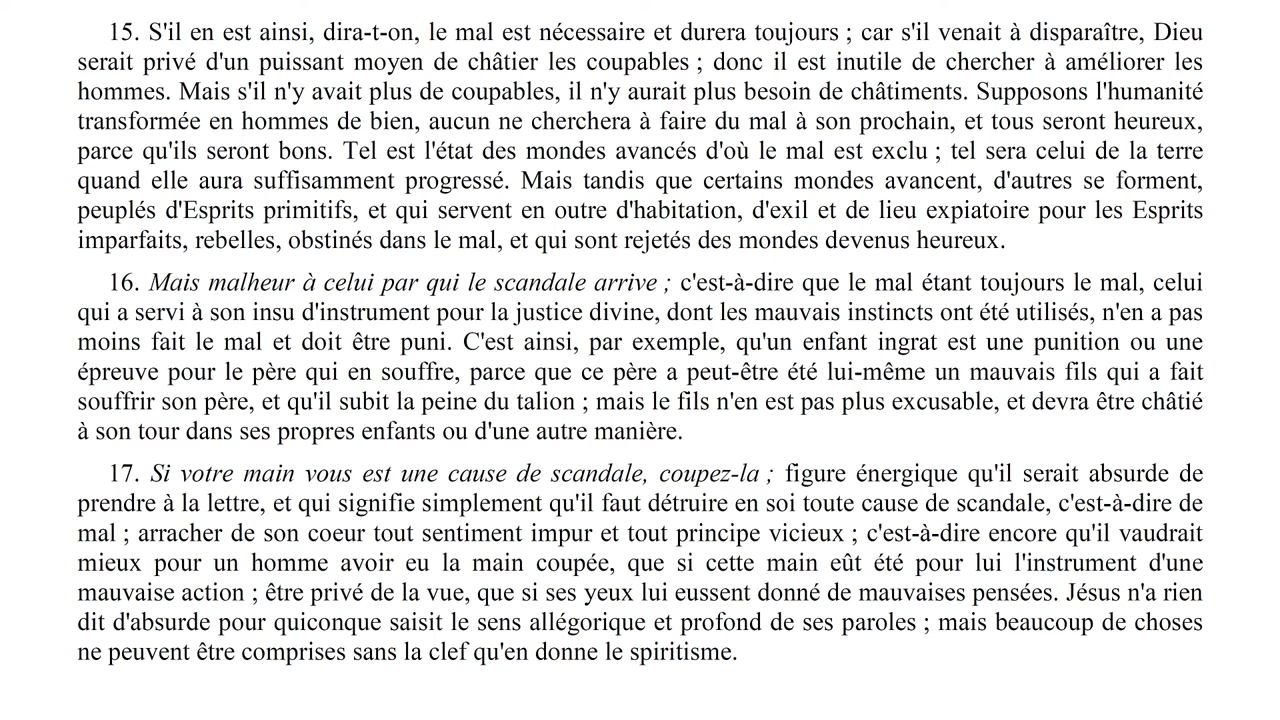 15. S'il en est ainsi, dira-t-on, le mal est nécessaire et durera toujours ; car s'il venait à disparaître, Dieu
serait privé d'un puissant moyen de châtier les coupables ; donc il est inutile de chercher à améliorer les
hommes. Mais s'il n'y avait plus de coupables, il n'y aurait plus besoin de châtiments. Supposons l'humanité
transformée en hommes de bien, aucun ne cherchera à faire du mal à son prochain, et tous seront heureux,
parce qu'ils seront bons. Tel est l'état des mondes avancés d'où le mal est exclu ; tel sera celui de la terre
quand elle aura suffisamment progressé. Mais tandis que certains mondes avancent, d'autres se forment,
peuplés d'Esprits primitifs, et qui servent en outre d'habitation, d'exil et de lieu expiatoire pour les Esprits
imparfaits, rebelles, obstinés dans le mal, et qui sont rejetés des mondes devenus heureux.
16. Mais malheur à celui par qui le scandale arrive ; c'est-à-dire que le mal étant toujours le mal, celui
qui a servi à son insu d'instrument pour la justice divine, dont les mauvais instincts ont été utilisés, n'en a pas
moins fait le mal et doit être puni. C'est ainsi, par exemple, qu'un enfant ingrat est une punition ou une
épreuve pour le père qui en souffre, parce que ce père a peut-être été lui-même un mauvais fils qui a fait
souffrir son père, et qu'il subit la peine du talion ; mais le fils n'en est pas plus excusable, et devra être châtié
à son tour dans ses propres enfants ou d'une autre manière.
17. Si votre main vous est une cause de scandale, coupez-la ; figure énergique qu'il serait absurde de
prendre à la lettre, et qui signifie simplement qu'il faut détruire en soi toute cause de scandale, c'est-à-dire de
mal ; arracher de son coeur tout sentiment impur et tout principe vicieux ; c'est-à-dire encore qu'il vaudrait
mieux pour un homme avoir eu la main coupée, que si cette main eût été pour lui l'instrument d'une
mauvaise action ; être privé de la vue, que si ses yeux lui eussent donné de mauvaises pensées. Jésus n'a rien
dit d'absurde pour quiconque saisit le sens allégorique et profond de ses paroles ; mais beaucoup de choses
ne peuvent être comprises sans la clef qu'en donne le spiritisme.